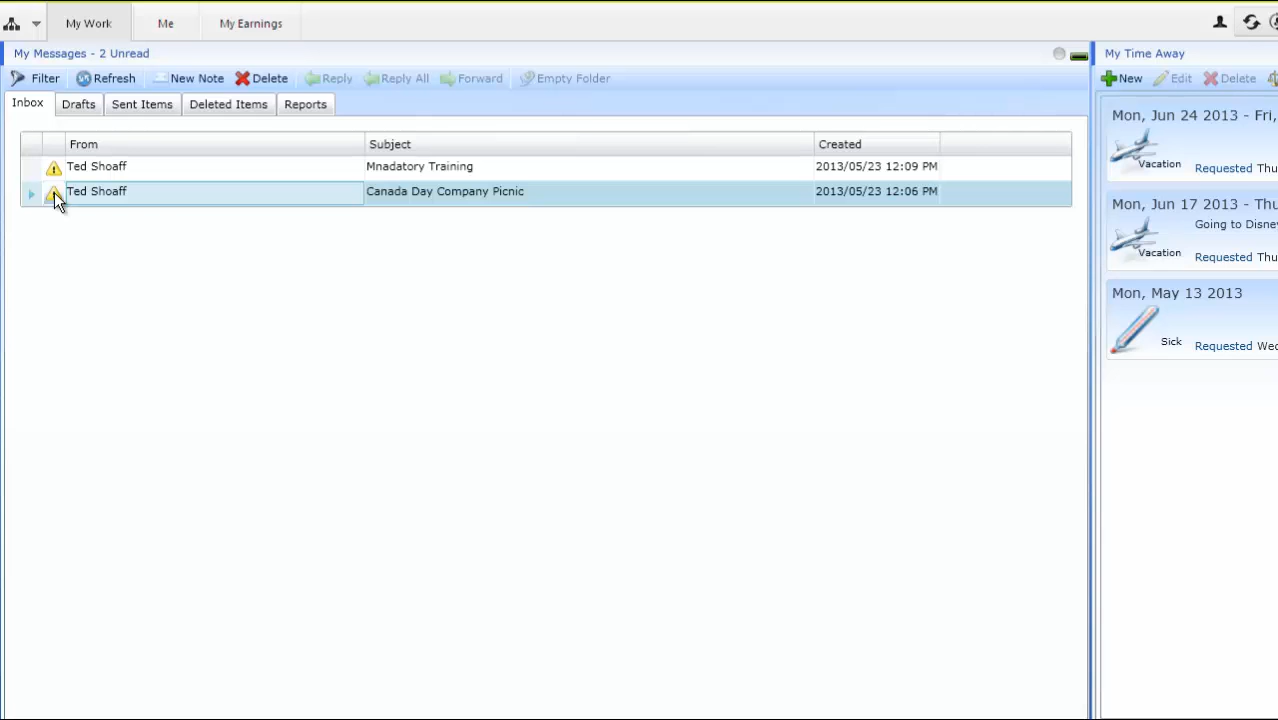 My Work Me My Earnings
My Messages - 2 Unread
Filter Refresh New Note Delete Reply Reply All Forward Empty Folder
Inbox Drafts Sent Items Deleted Items Reports
From Subject Created
Ted Shoaff Mnadatory Training 2013/05/23 12:09 PM
Ted Shoaff Canada Day Company Picnic 2013/05/23 12:06 PM
My Time Away
New Edit Delete
Mon, Jun 24 2013 - Fri,
Vacation Requested Thu
Mon, Jun 17 2013 - Thu
Going to Disne
Vacation Requested Thu
Mon, May 13 2013
Sick Requested Wed